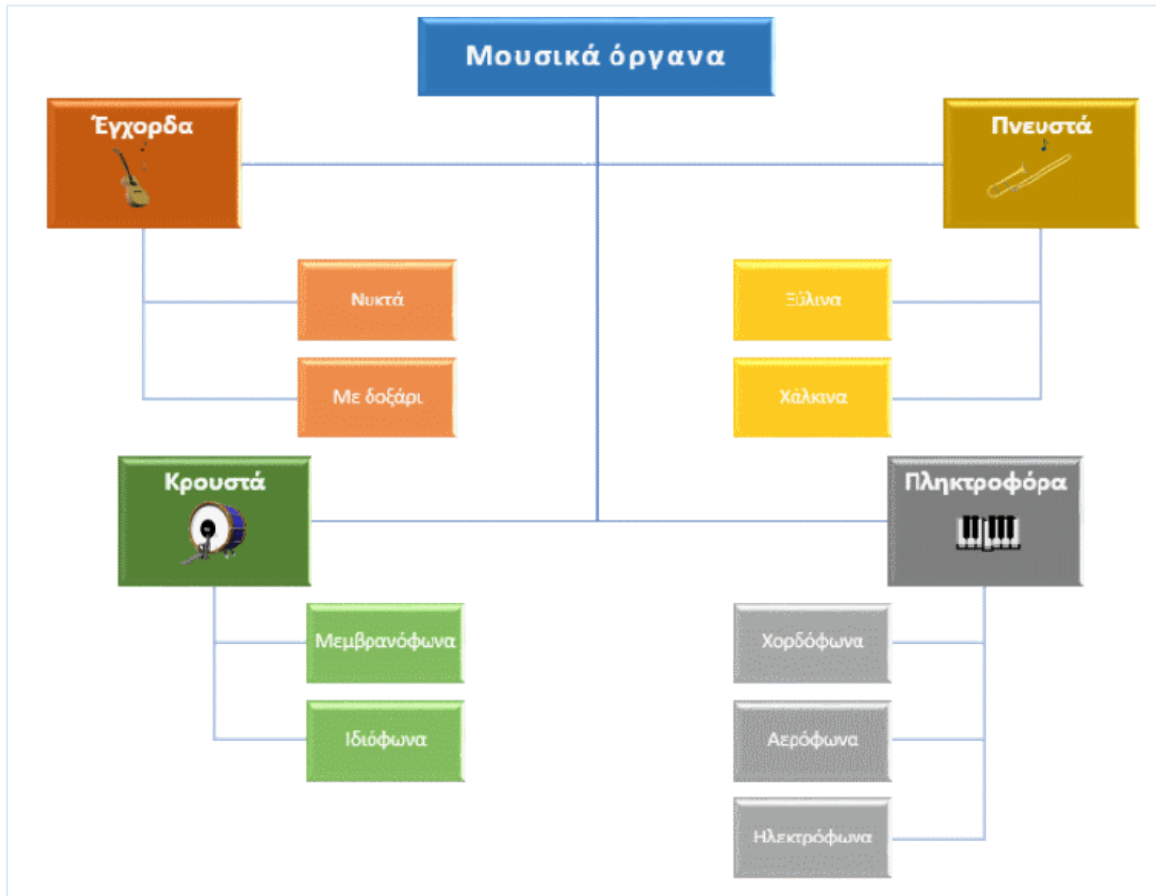 Μουσικά όργανα
Έγχορδα
Νυκτά
Με δοξάρι
Πνευστά
Ξύλινα
Χάλκινα
Κρουστά
Μεμβρανόφωνα
Ιδιόφωνα
Πληκτροφόρα
Χορδόφωνα
Αερόφωνα
Ηλεκτρόφωνα